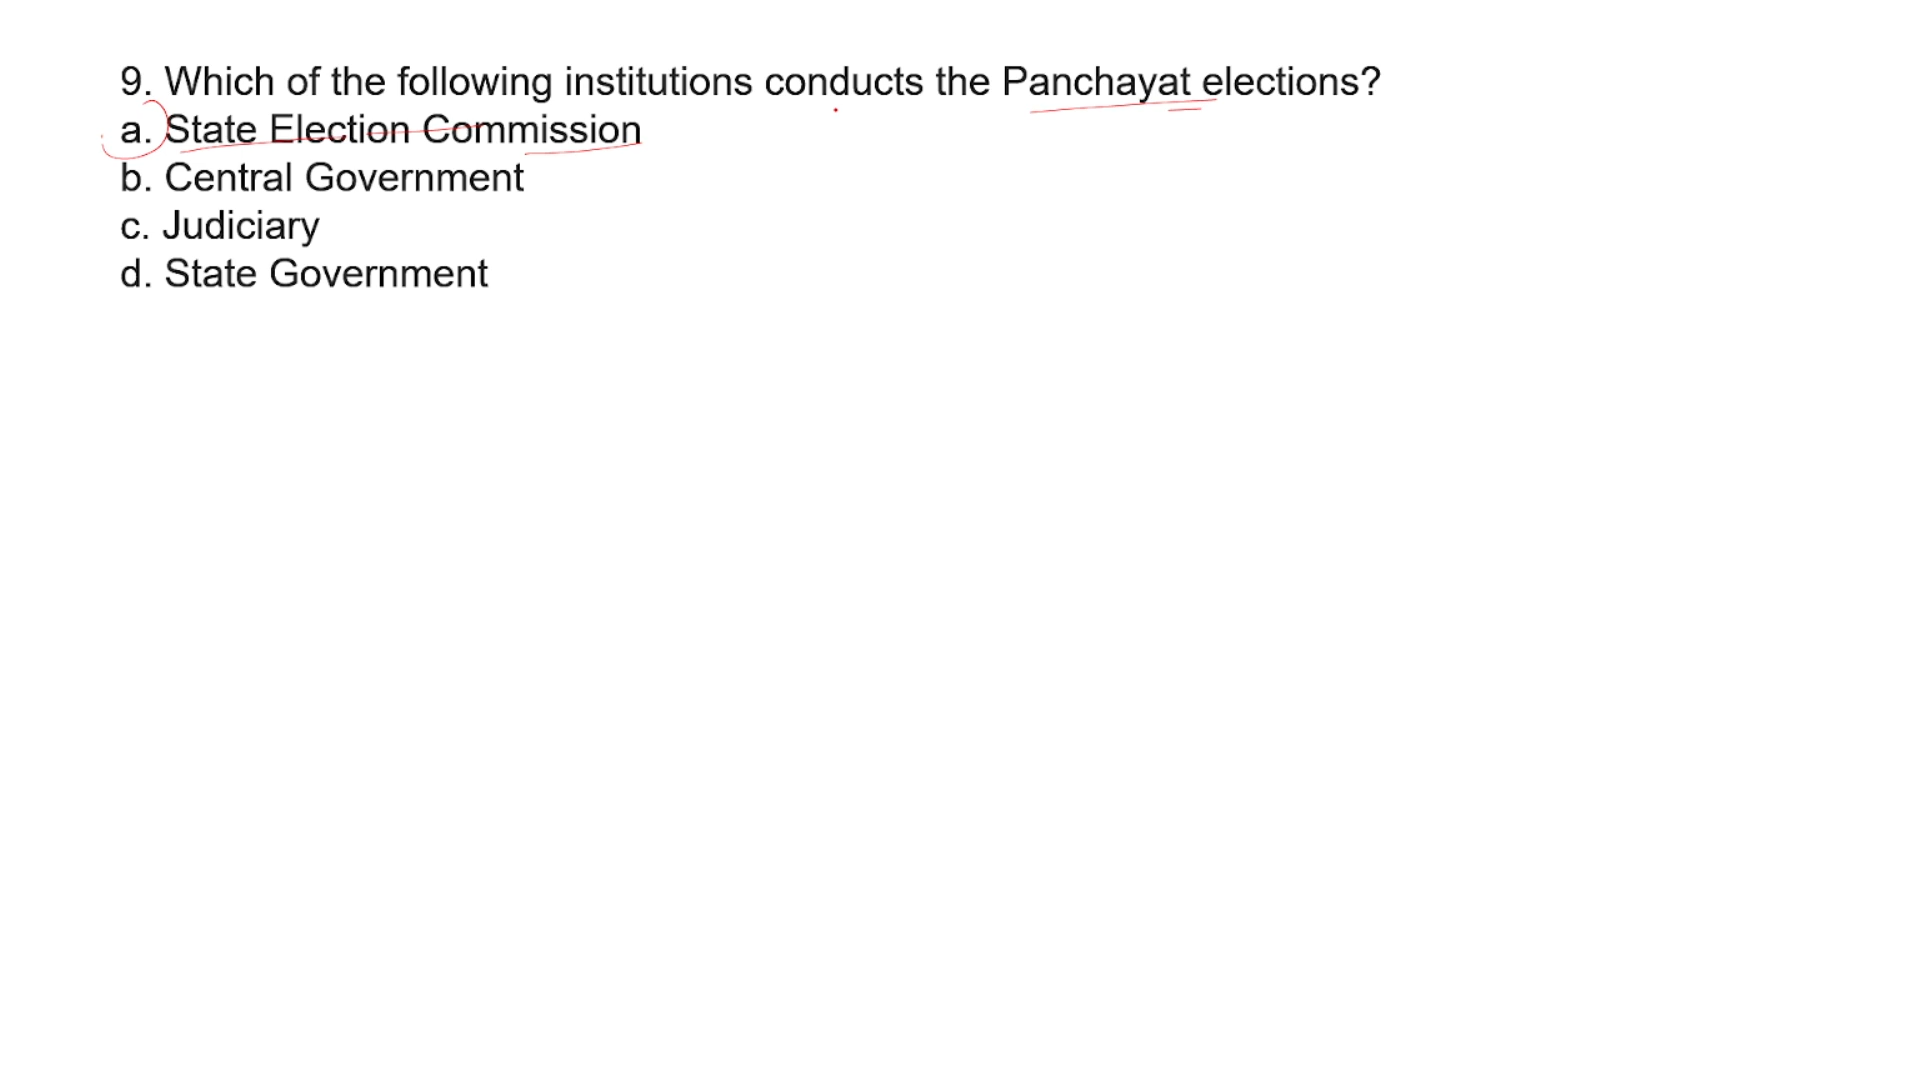 9. Which of the following institutions conducts the Panchayat elections?
a. State Election Commission
b. Central Government
c. Judiciary
d. State Government